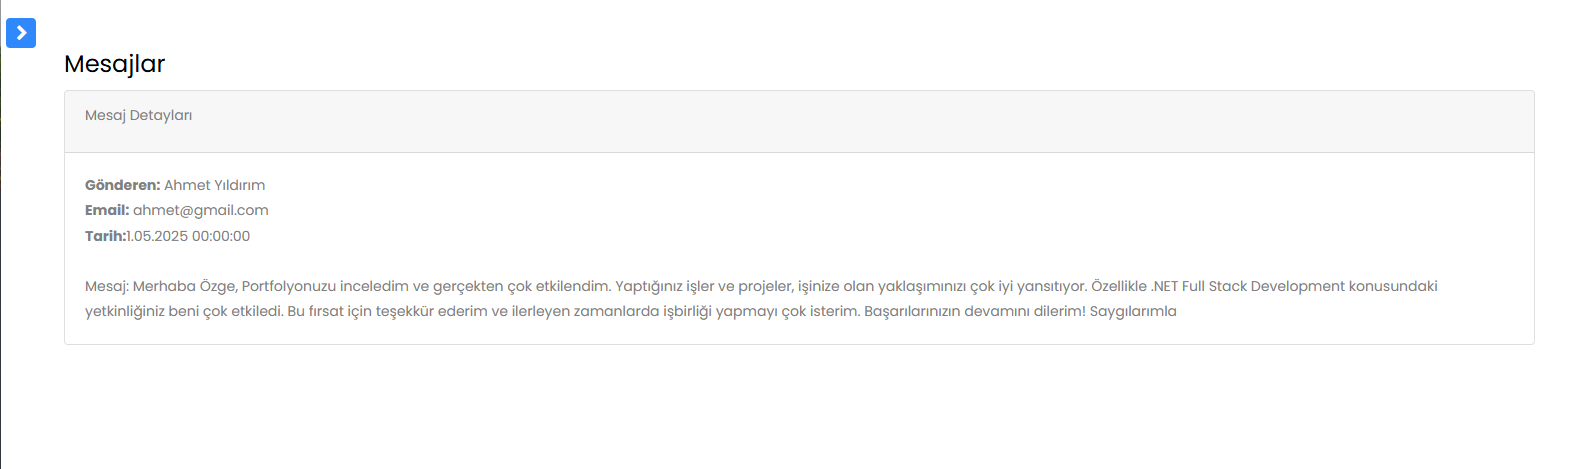 Mesajlar
Mesaj Detayları
Gönderen: Ahmet Yıldırım
Email: ahmet@gmail.com
Tarih:1.05.2025 00:00:00
Mesaj: Merhaba Özge, Portfolyonuzu inceledim ve gerçekten çok etkilendim. Yaptığınız işler ve projeler, işinize olan yaklaşımınızı çok iyi yansıtıyor. Özellikle .NET Full Stack Development konusundaki
yetkinliğiniz beni çok etkiledi. Bu fırsat için teşekkür ederim ve ilerleyen zamanlarda işbirliği yapmayı çok isterim. Başarılarınızın devamını dilerim! Saygılarımla